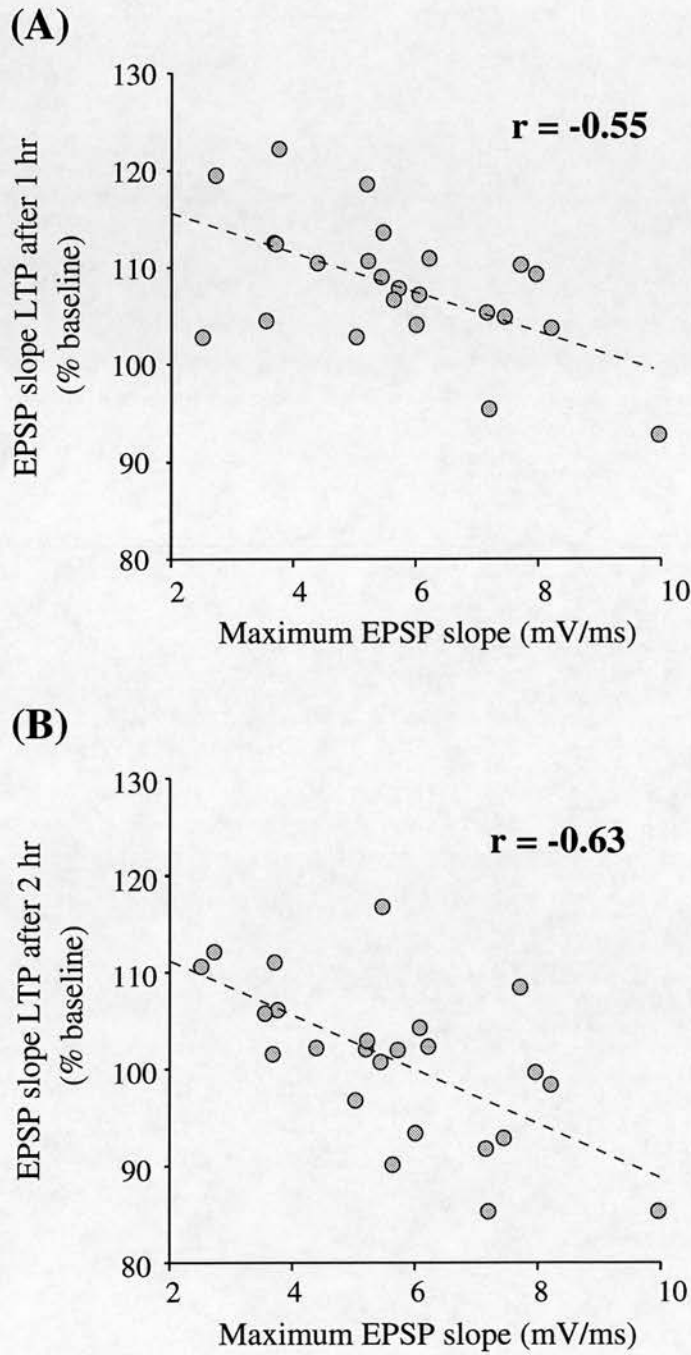 (A)
130
120
110
100
90
80
EPSP slope LTP after 1 hr
(% baseline)
r = -0.55
2 4 6 8 10
Maximum EPSP slope (mV/ms)
(B)
130
120
110
100
90
80
EPSP slope LTP after 2 hr
(% baseline)
r = -0.63
2 4 6 8 10
Maximum EPSP slope (mV/ms)